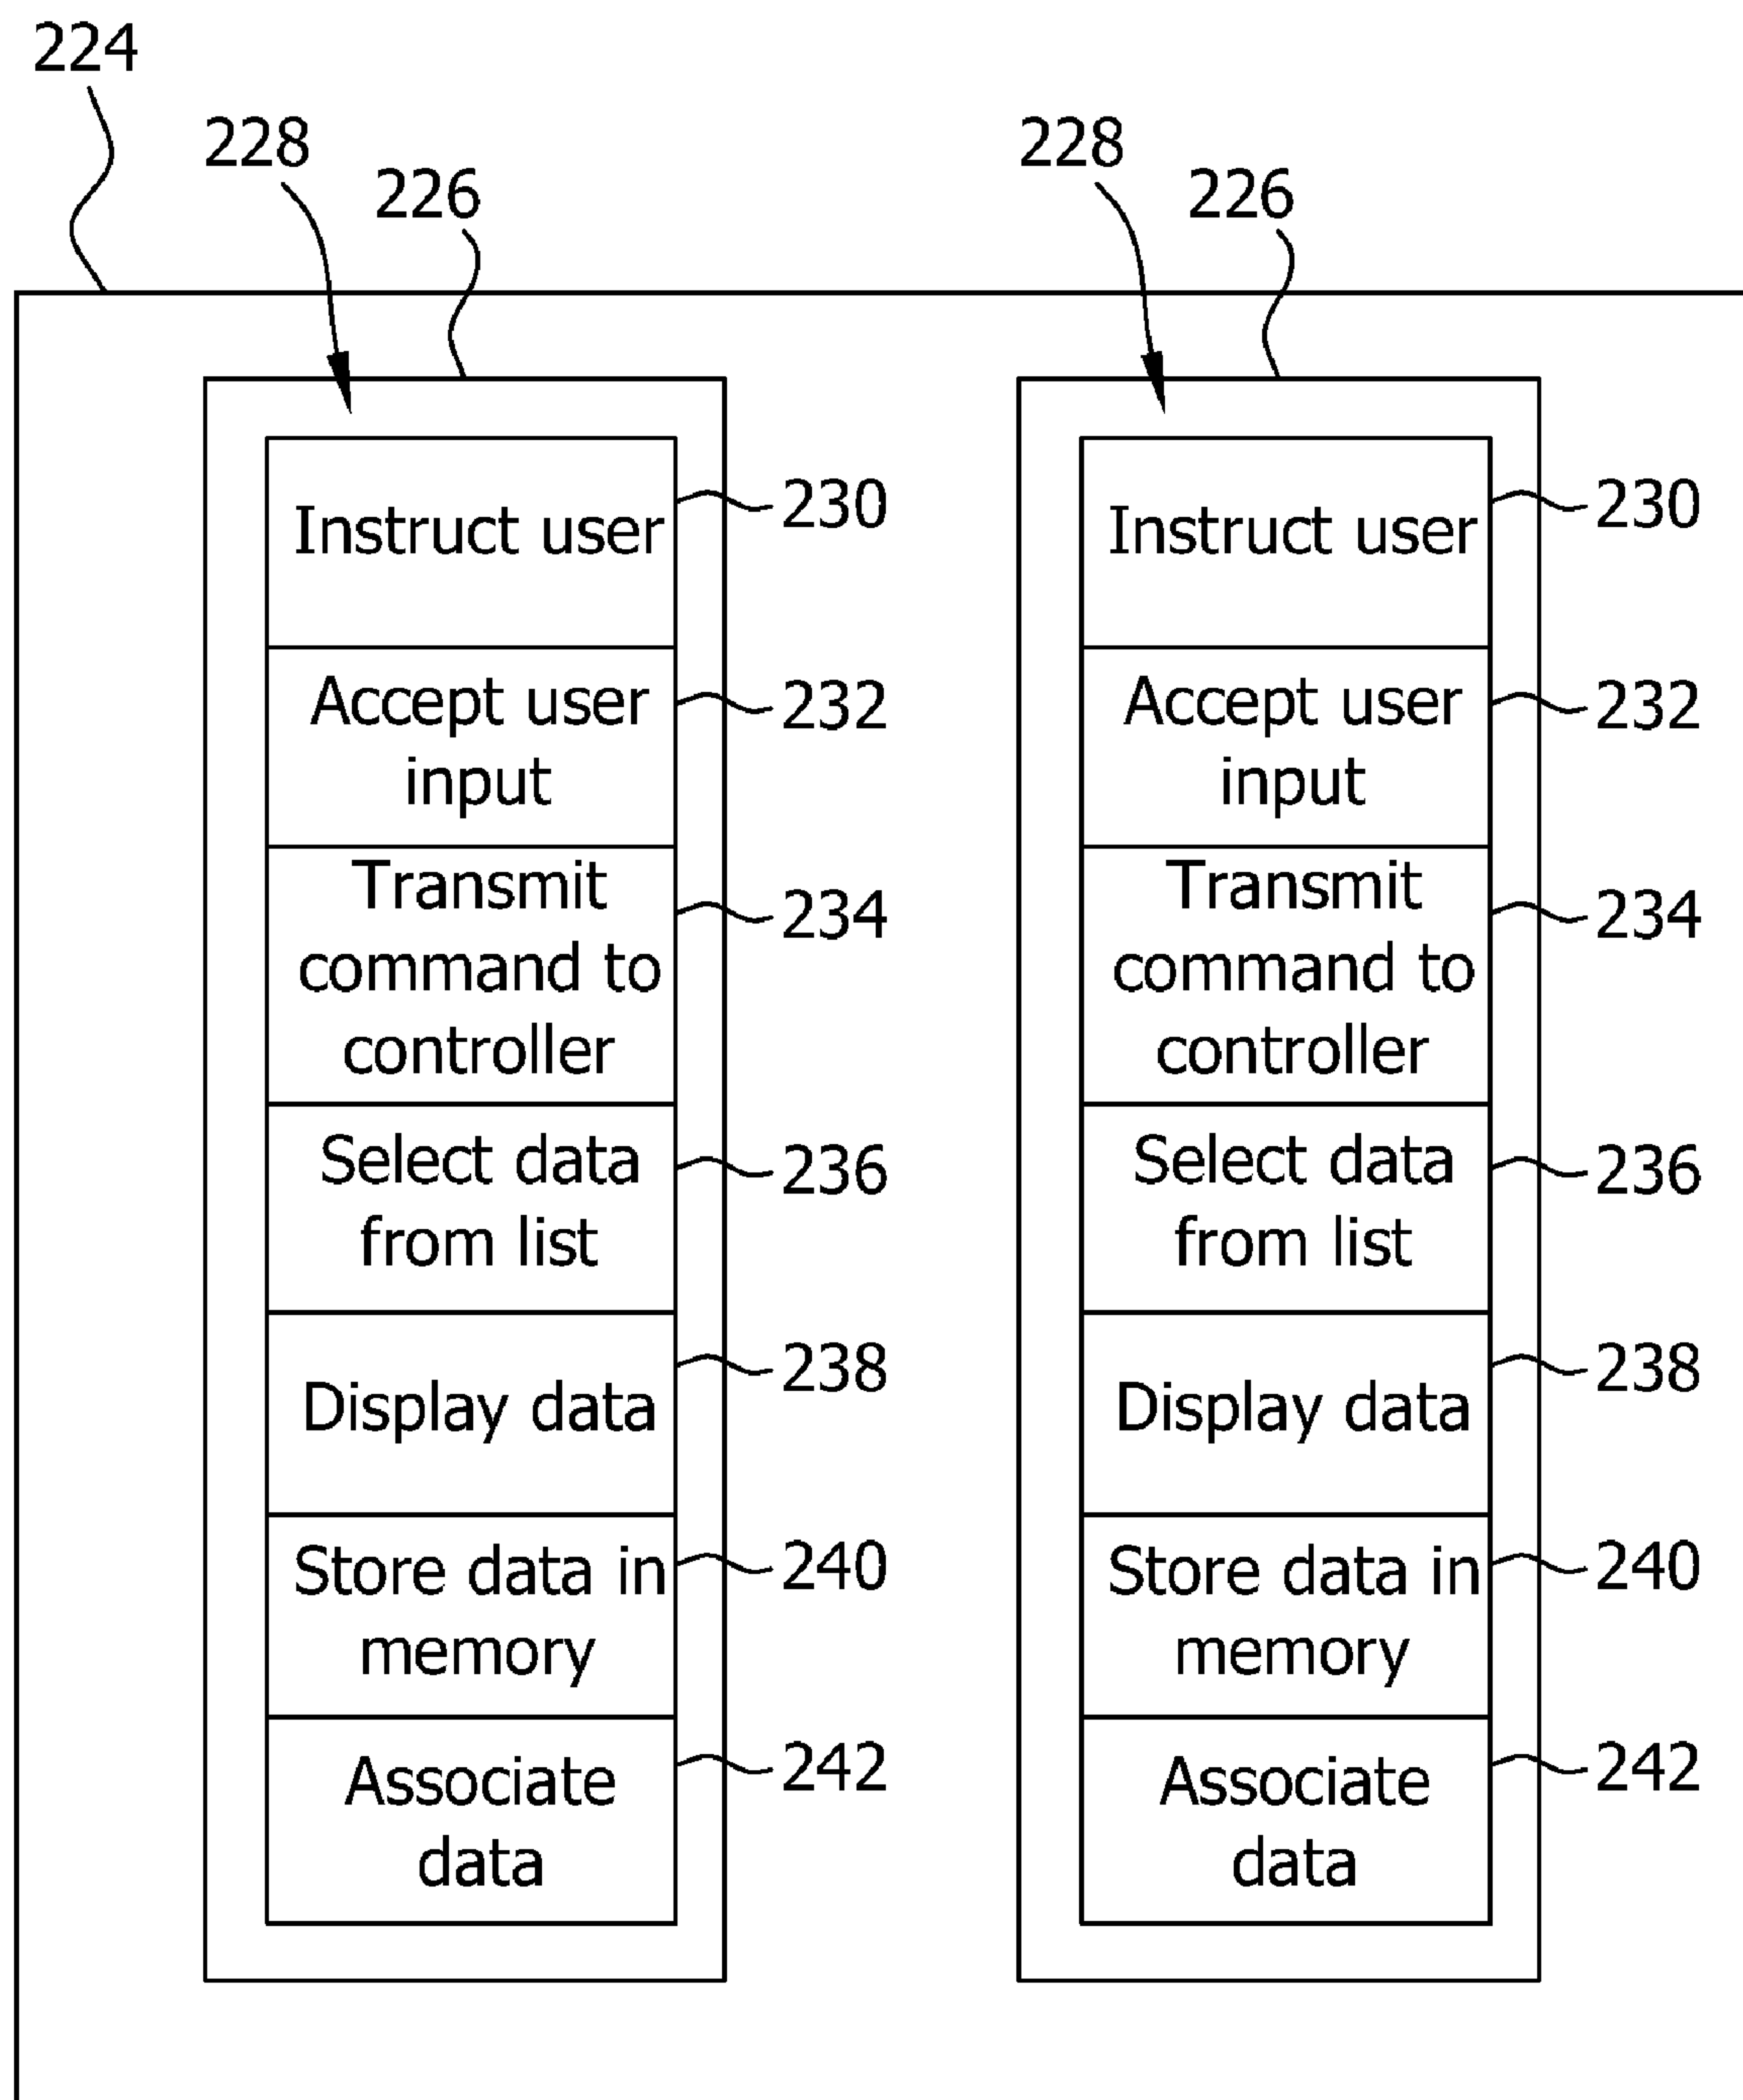 224
228
226
228
226
Instruct user
230
Accept user
input
232
Transmit
command to
controller
234
Select data
from list
236
Display data
238
Store data in
memory
240
Associate
data
242
Instruct user
230
Accept user
input
232
Transmit
command to
controller
234
Select data
from list
236
Display data
238
Store data in
memory
240
Associate
data
242